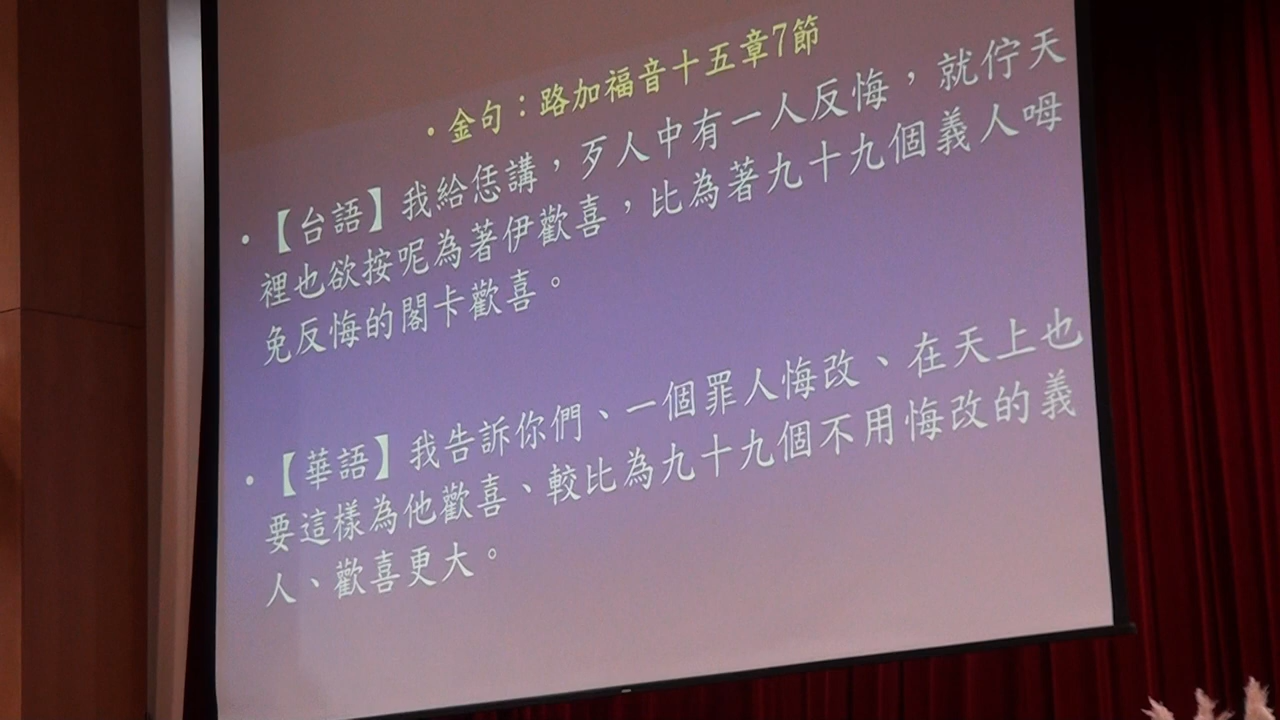 •金句：路加福音十五章7節
•【台語】我給恁講，歹人中有一人反悔，就佇天
裡也欲按呢為著伊歡喜，比為著九十九個義人呣
免反悔的閣卡歡喜。
•【華語】我告訴你們、一個罪人悔改、在天上也
要這樣為他歡喜、較比為九十九個不用悔改的義
人、歡喜更大。